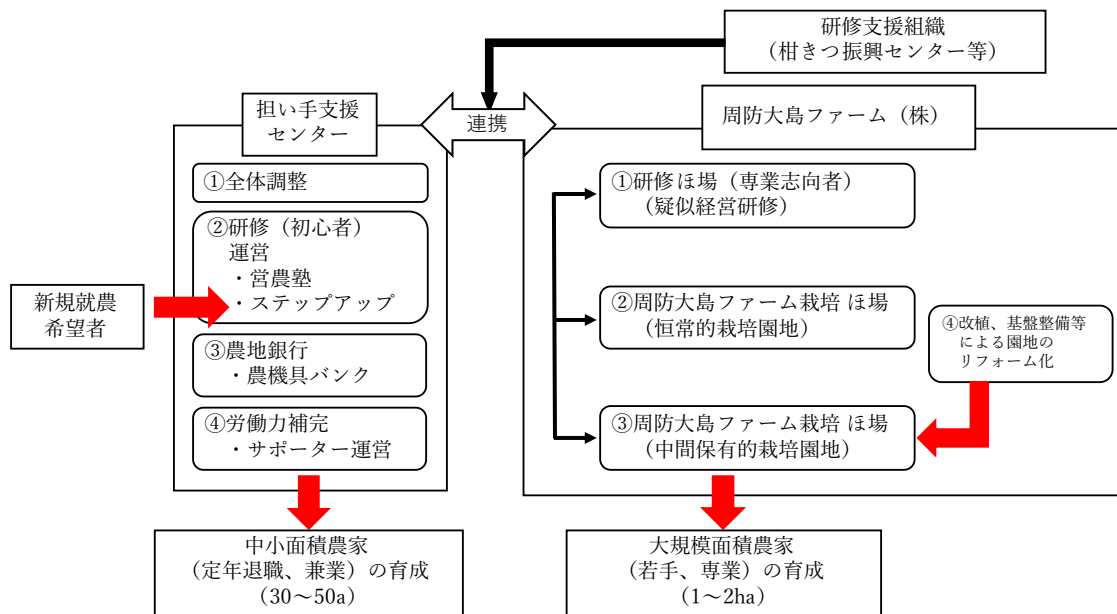 研修支援組織
（柑きつ振興センター等）
担い手支援
センター
連携
周防大島ファーム（株）
①全体調整
②研修（初心者）
運営
・営農塾
・ステップアップ
③農地銀行
・農機具バンク
④労働力補完
・サポーター運営
新規就農
希望者
①研修ほ場（専業志向者）
（疑似経営研修）
②周防大島ファーム栽培 ほ場
（恒常的栽培園地）
③周防大島ファーム栽培 ほ場
（中間保有的栽培園地）
④改植、基盤整備等
による園地の
リフォーム化
中小面積農家
（定年退職、兼業）の育成
（30～50a）
大規模面積農家
（若手、専業）の育成
（1～2ha）